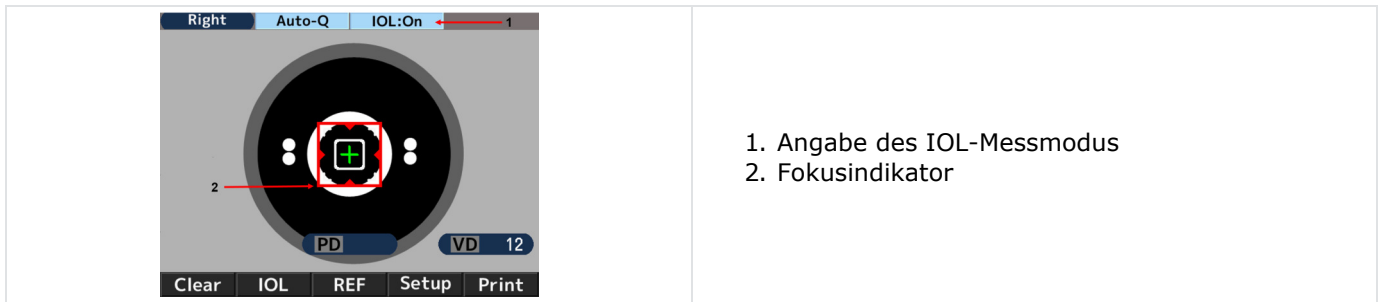 Right Auto-Q IOL:On 1
2
PD VD 12
Clear IOL REF Setup Print
1. Angabe des IOL-Messmodus
2. Fokusindikator